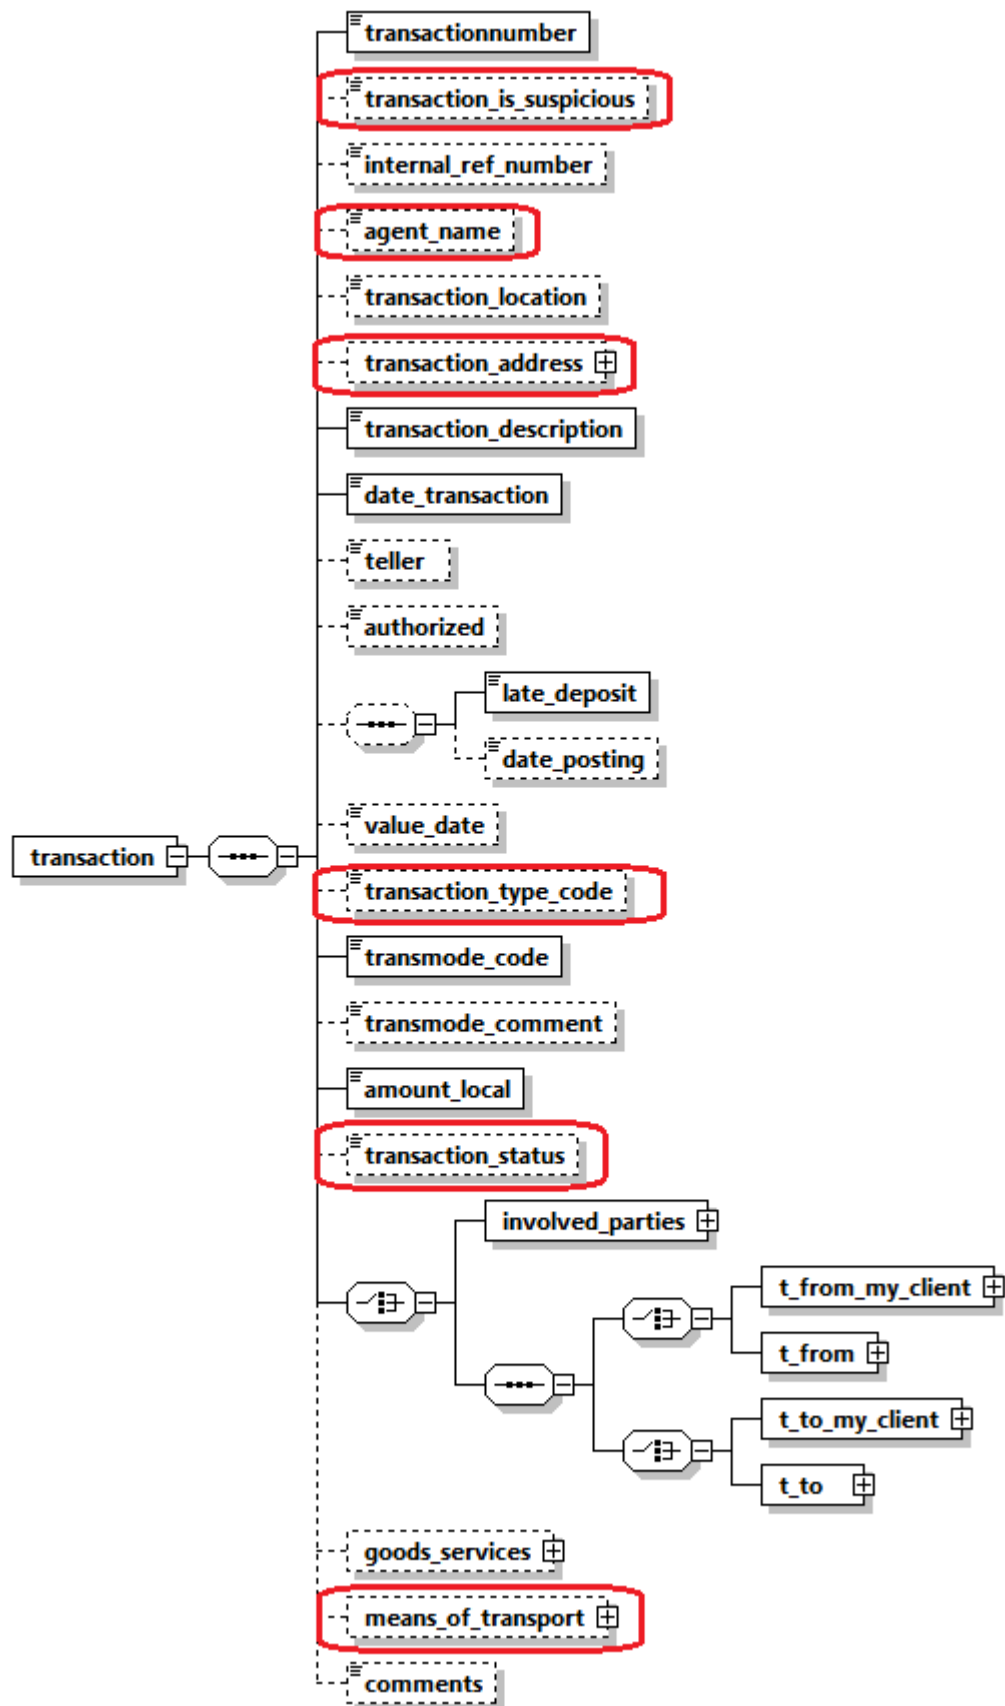 transactionnumber
transaction_is_suspicious
internal_ref_number
agent_name
transaction_location
transaction_address
transaction_description
date_transaction
teller
authorized
late_deposit
date_posting
value_date
transaction
transaction_type_code
transmode_code
transmode_comment
amount_local
transaction_status
involved_parties
t_from_my_client
t_from
t_to_my_client
t_to
goods_services
means_of_transport
comments